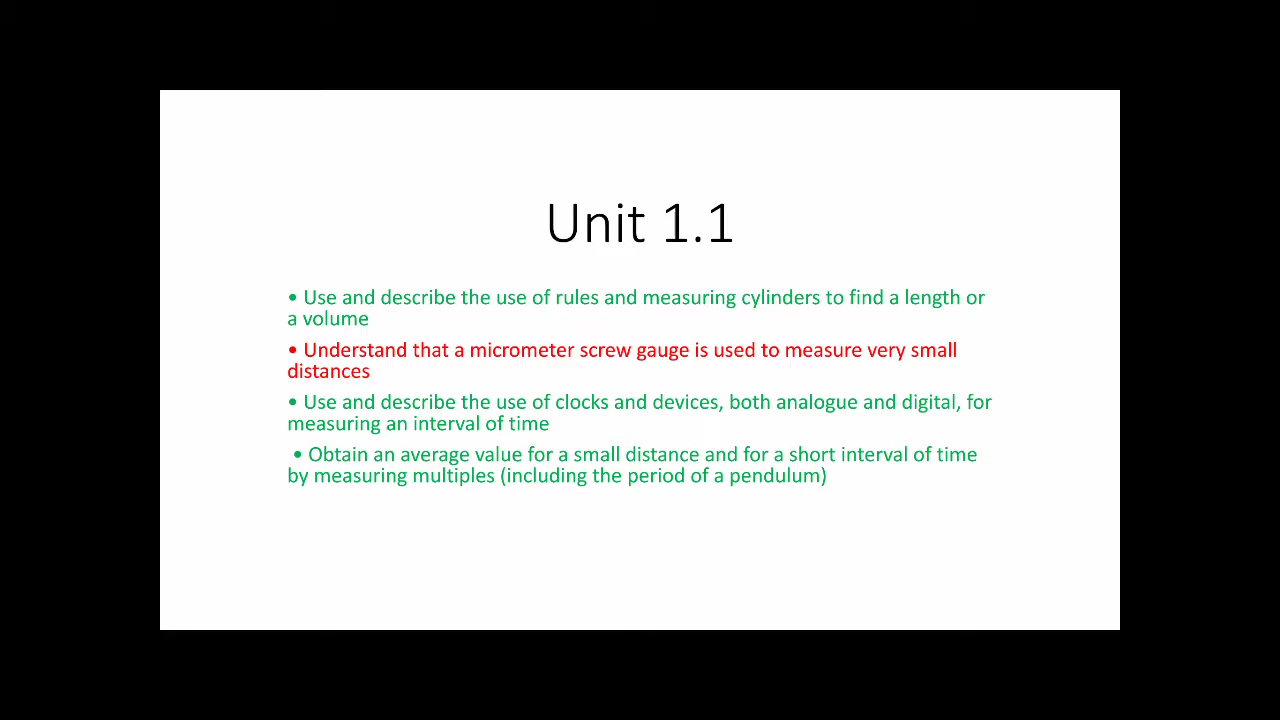 Unit 1.1
• Use and describe the use of rules and measuring cylinders to find a length or
a volume
• Understand that a micrometer screw gauge is used to measure very small
distances
• Use and describe the use of clocks and devices, both analogue and digital, for
measuring an interval of time
• Obtain an average value for a small distance and for a short interval of time
by measuring multiples (including the period of a pendulum)